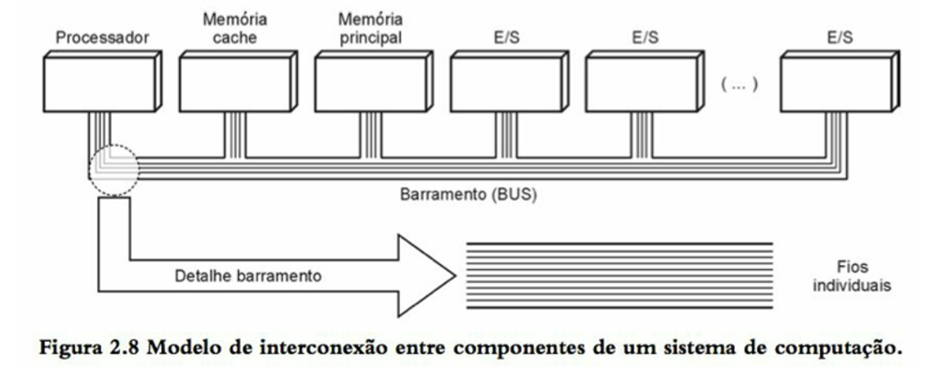 Processador
Memória
cache
Memória
principal
E/S
E/S
( ... )
E/S
Barramento (BUS)
Detalhe barramento
Fios
individuais
Figura 2.8 Modelo de interconexão entre componentes de um sistema de computação.